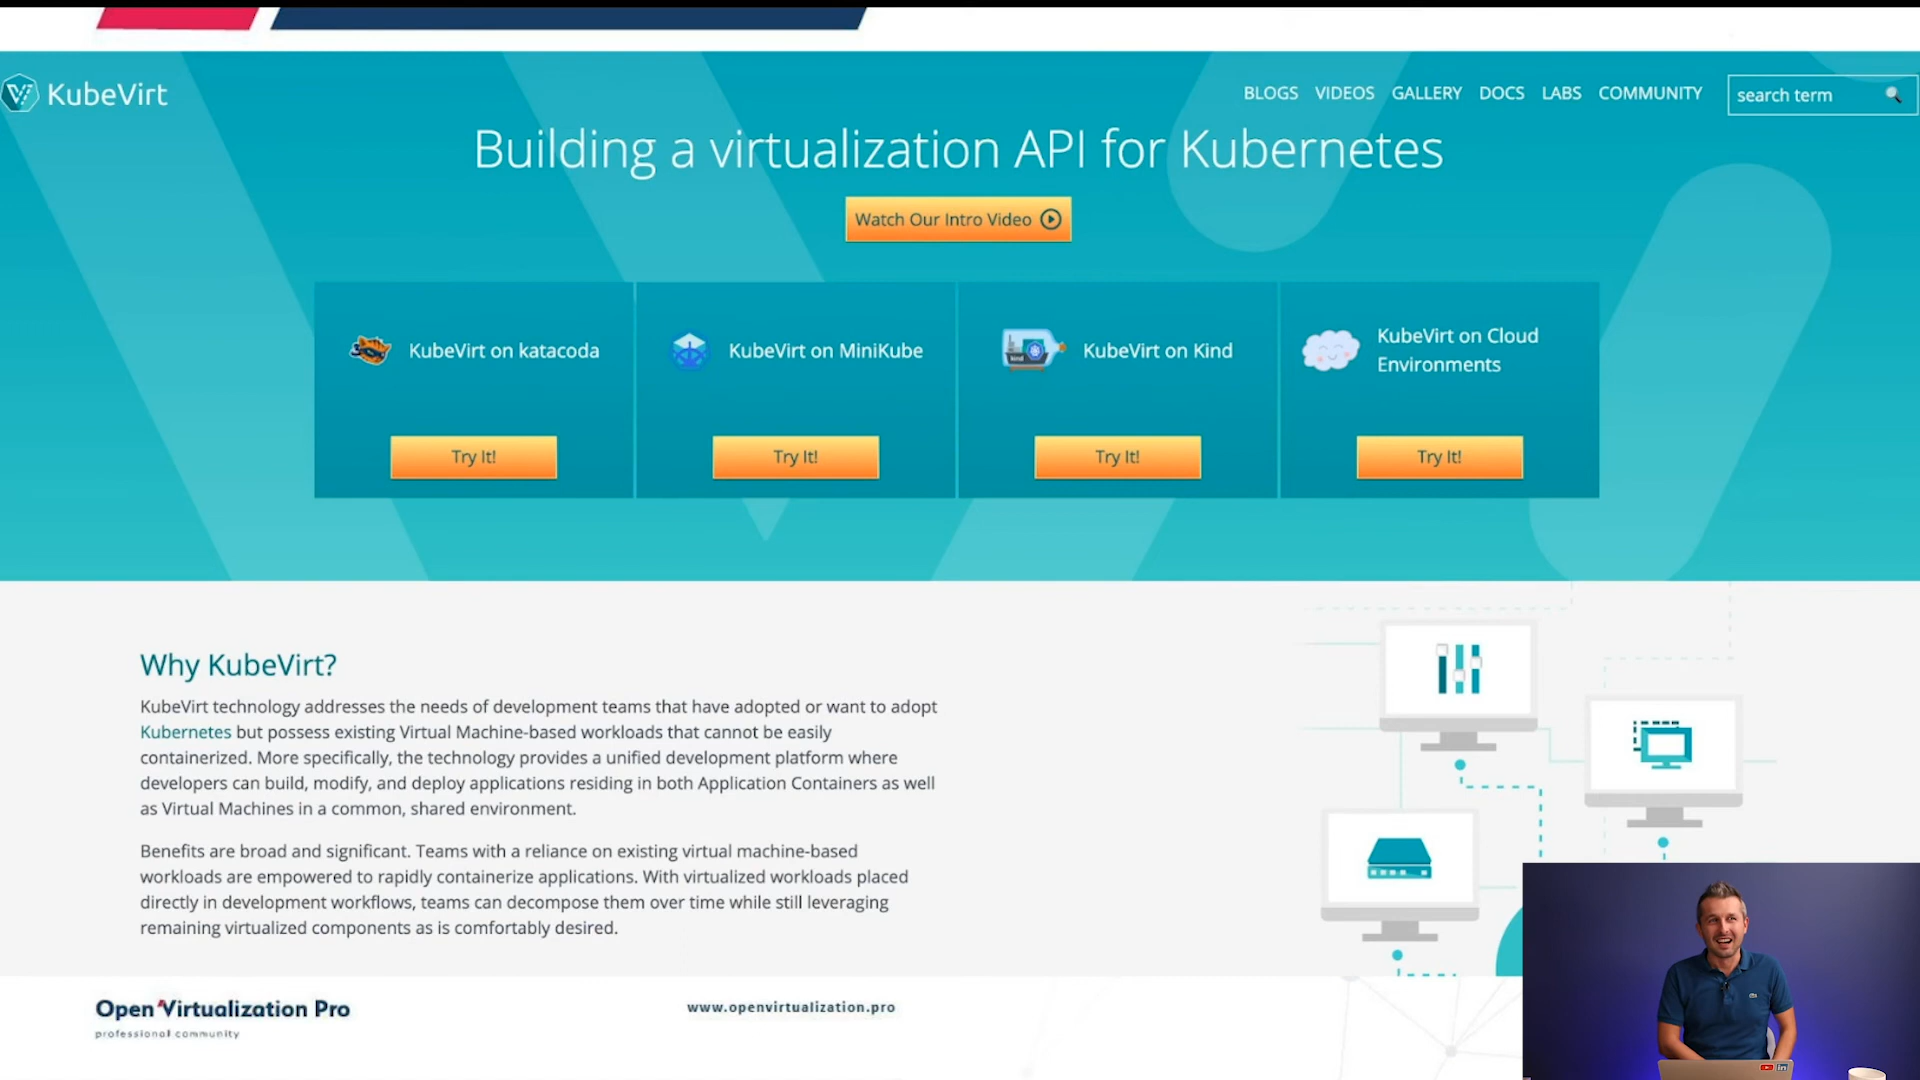 KubeVirt
BLOGS VIDEOS GALLERY DOCS LABS COMMUNITY
search term
Building a virtualization API for Kubernetes
Watch Our Intro Video
KubeVirt on katacoda
KubeVirt on MiniKube
KubeVirt on Kind
KubeVirt on Cloud
Environments
Try It!
Try It!
Try It!
Try It!
Why KubeVirt?
KubeVirt technology addresses the needs of development teams that have adopted or want to adopt
Kubernetes but possess existing Virtual Machine-based workloads that cannot be easily
containerized. More specifically, the technology provides a unified development platform where
developers can build, modify, and deploy applications residing in both Application Containers as well
as Virtual Machines in a common, shared environment.
Benefits are broad and significant. Teams with a reliance on existing virtual machine-based
workloads are empowered to rapidly containerize applications. With virtualized workloads placed
directly in development workflows, teams can decompose them over time while still leveraging
remaining virtualized components as is comfortably desired.
Open Virtualization Pro
professional community
www.openvirtualization.pro